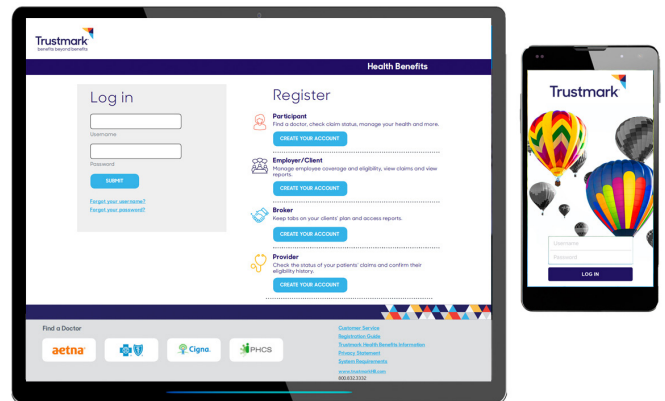 Trustmark
benefits beyond benefits
Health Benefits
Log in
Username
Password
SUBMIT
Forgot your username?
Forgot your password?
Register
Participant
Find a doctor, check claim status, manage your health and more.
CREATE YOUR ACCOUNT
Employer/Client
Manage employee coverage and eligibility, view claims and view
reports.
CREATE YOUR ACCOUNT
Broker
Keep tabs on your clients' plan and access reports.
CREATE YOUR ACCOUNT
Provider
Check the status of your patients' claims and confirm their
eligibility history.
CREATE YOUR ACCOUNT
Find a Doctor
aetna
Cigna.
PHCS
Customer Service
Registration Guide
Trustmark Health Benefits Information
Privacy Statement
System Requirements
www.trustmarkHB.com
Trustmark
Username
Password
LOG IN